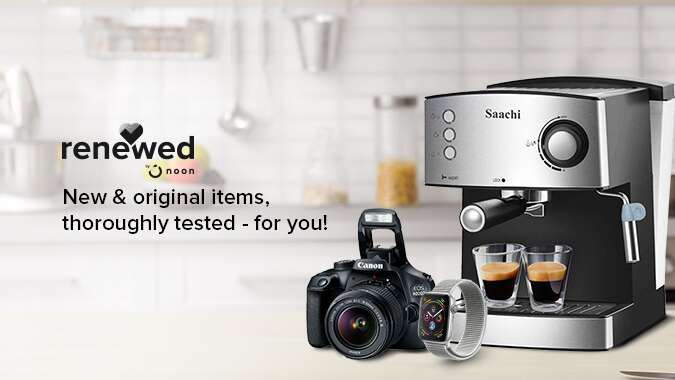 renewed
by noon
New & original items,
thoroughly tested - for you!
Saachi
Canon
EOS